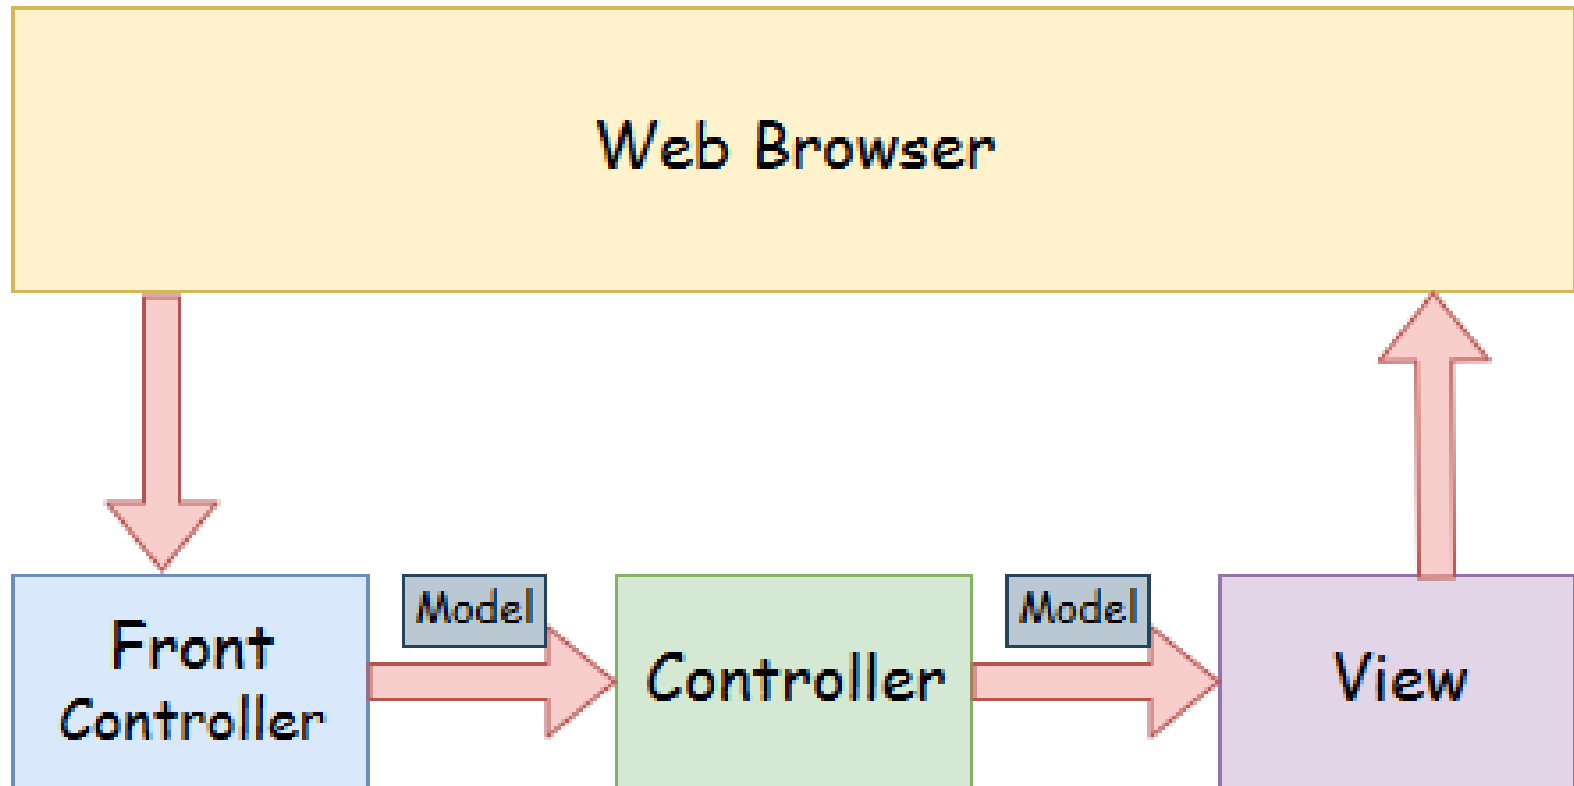 Web Browser
Front
Controller
Model
Controller
Model
View